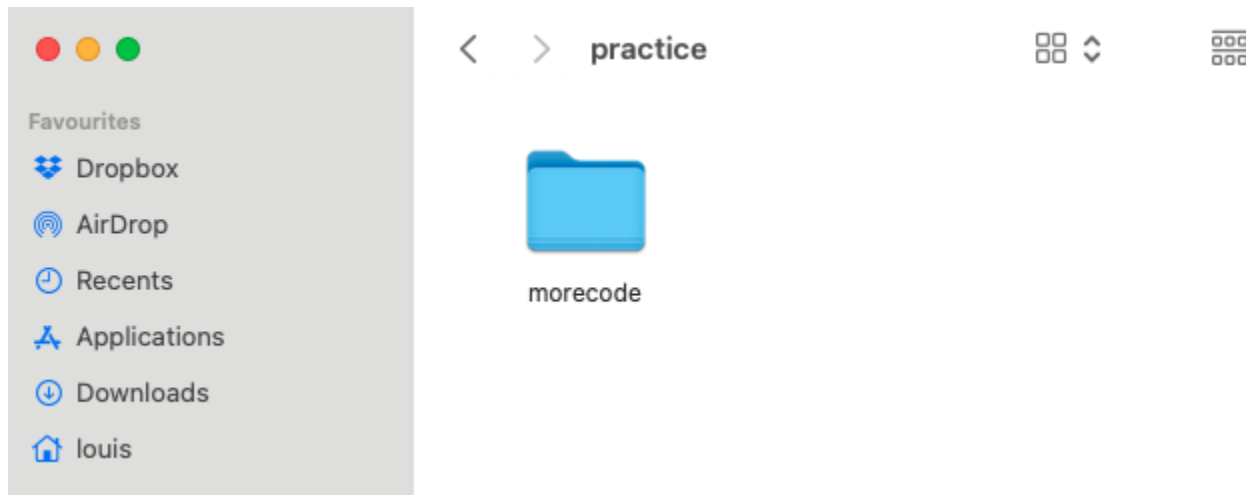 practice
Favourites
Dropbox
AirDrop
Recents
Applications
Downloads
louis
morecode